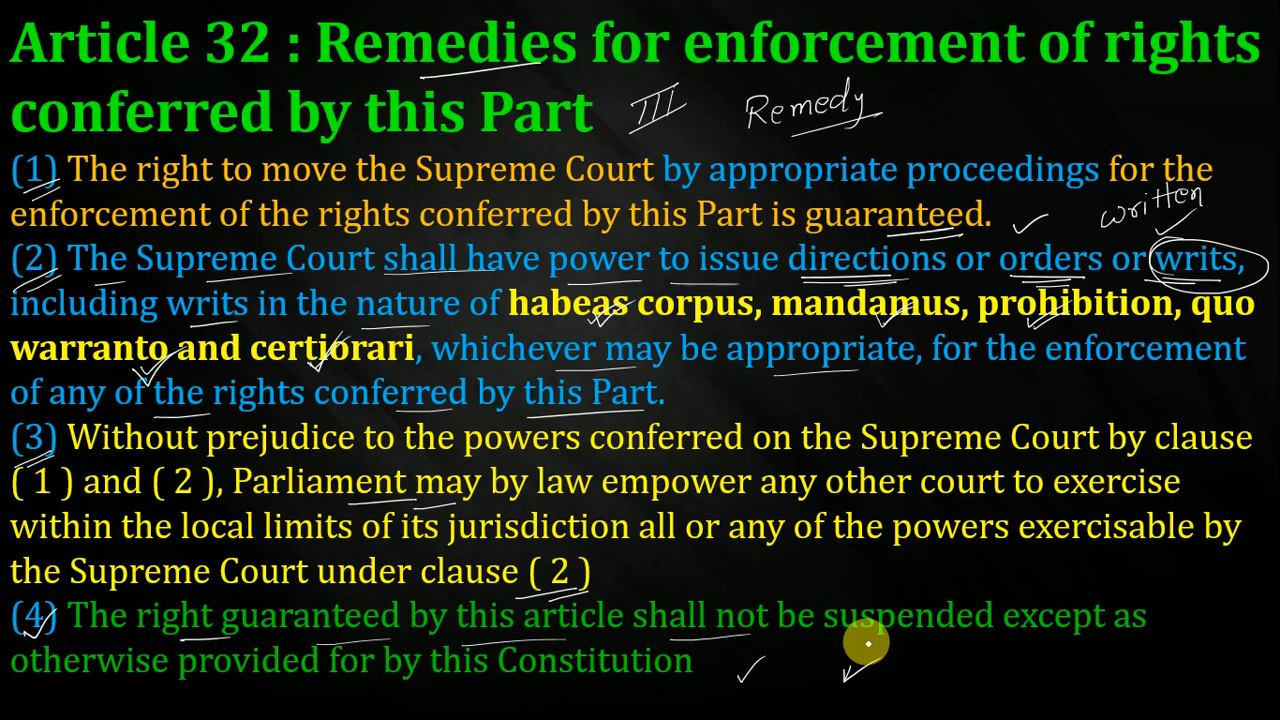 Article 32 : Remedies for enforcement of rights
conferred by this Part III Remedy
(1) The right to move the Supreme Court by appropriate proceedings for the
enforcement of the rights conferred by this Part is guaranteed. written
(2) The Supreme Court shall have power to issue directions or orders or writs,
including writs in the nature of habeas corpus, mandamus, prohibition, quo
warranto and certiorari, whichever may be appropriate, for the enforcement
of any of the rights conferred by this Part.
(3) Without prejudice to the powers conferred on the Supreme Court by clause
( 1 ) and ( 2 ), Parliament may by law empower any other court to exercise
within the local limits of its jurisdiction all or any of the powers exercisable by
the Supreme Court under clause ( 2 )
(4) The right guaranteed by this article shall not be suspended except as
otherwise provided for by this Constitution